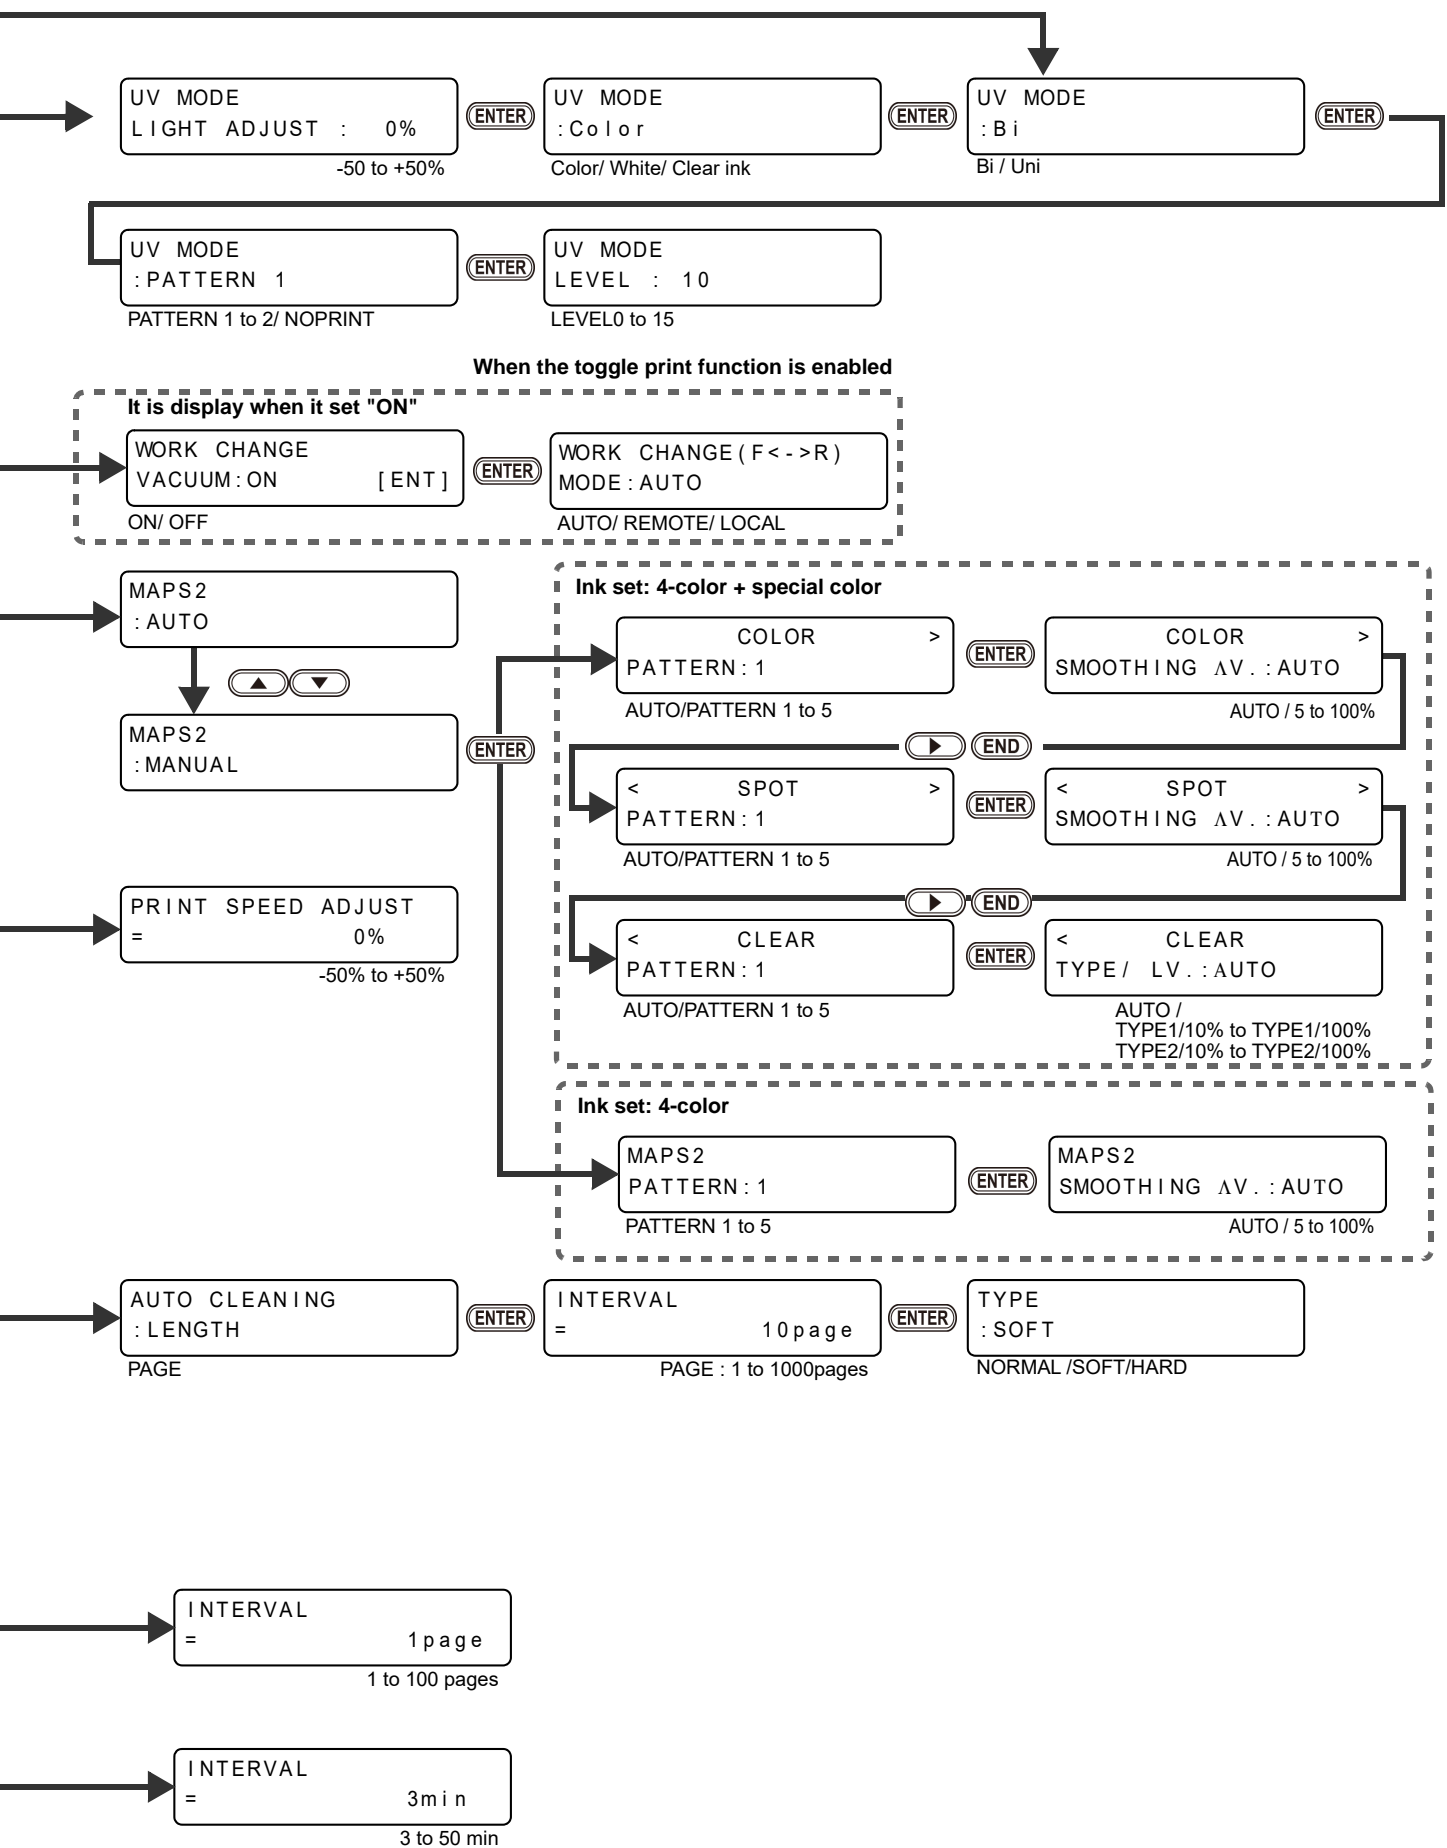 UV MODE
LIGHT ADJUST : 0%
-50 to +50%
ENTER
UV MODE
:Color
Color/ White/ Clear ink
ENTER
UV MODE
:Bi
Bi / Uni
ENTER
UV MODE
:PATTERN 1
PATTERN 1 to 2/ NOPRINT
ENTER
UV MODE
LEVEL : 10
LEVEL0 to 15
When the toggle print function is enabled
It is display when it set "ON"
WORK CHANGE
VACUUM:ON [ENT]
ON/ OFF
ENTER
WORK CHANGE(F<->R)
MODE:AUTO
AUTO/ REMOTE/ LOCAL
MAPS2
:AUTO
MAPS2
:MANUAL
ENTER
Ink set: 4-color + special color
COLOR >
PATTERN:1
AUTO/PATTERN 1 to 5
ENTER
COLOR >
SMOOTHING ΛV.:AUTO
AUTO / 5 to 100%
END
< SPOT >
PATTERN:1
AUTO/PATTERN 1 to 5
ENTER
< SPOT >
SMOOTHING ΛV.:AUTO
AUTO / 5 to 100%
END
< CLEAR
PATTERN:1
AUTO/PATTERN 1 to 5
ENTER
< CLEAR
TYPE/ LV.:AUTO
AUTO /
TYPE1/10% to TYPE1/100%
TYPE2/10% to TYPE2/100%
PRINT SPEED ADJUST
= 0%
-50% to +50%
Ink set: 4-color
MAPS2
PATTERN:1
PATTERN 1 to 5
ENTER
MAPS2
SMOOTHING ΛV.:AUTO
AUTO / 5 to 100%
AUTO CLEANING
:LENGTH
PAGE
ENTER
INTERVAL
= 10page
PAGE : 1 to 1000pages
ENTER
TYPE
:SOFT
NORMAL /SOFT/HARD
INTERVAL
= 1page
1 to 100 pages
INTERVAL
= 3min
3 to 50 min